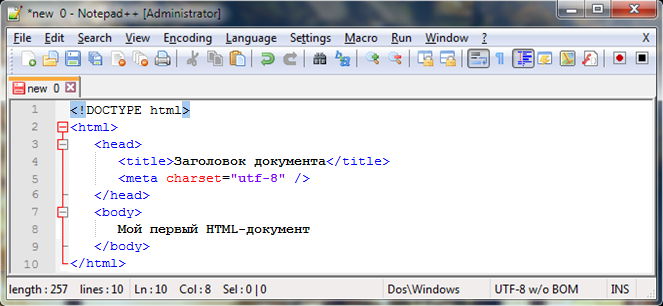 *new 0 - Notepad++ [Administrator]
File Edit Search View Encoding Language Settings Macro Run Window ? X
new 0
1 <!DOCTYPE html>
2 <html>
3 <head>
4 <title>Заголовок документа</title>
5 <meta charset="utf-8" />
6 </head>
7 <body>
8 Мой первый HTML-документ
9 </body>
10 </html>
length : 257 lines : 10 Ln : 10 Col : 8 Sel : 0 | 0 Dos\Windows UTF-8 w/o BOM INS